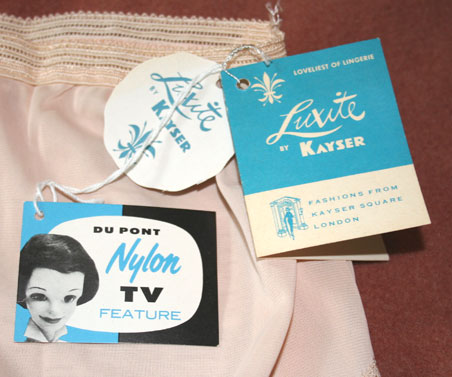 Luxite
BY KAYSER
LOVELIEST OF LINGERIE
Luxite
BY KAYSER
FASHIONS FROM
KAYSER SQUARE
LONDON
DU PONT
Nylon
TV
FEATURE